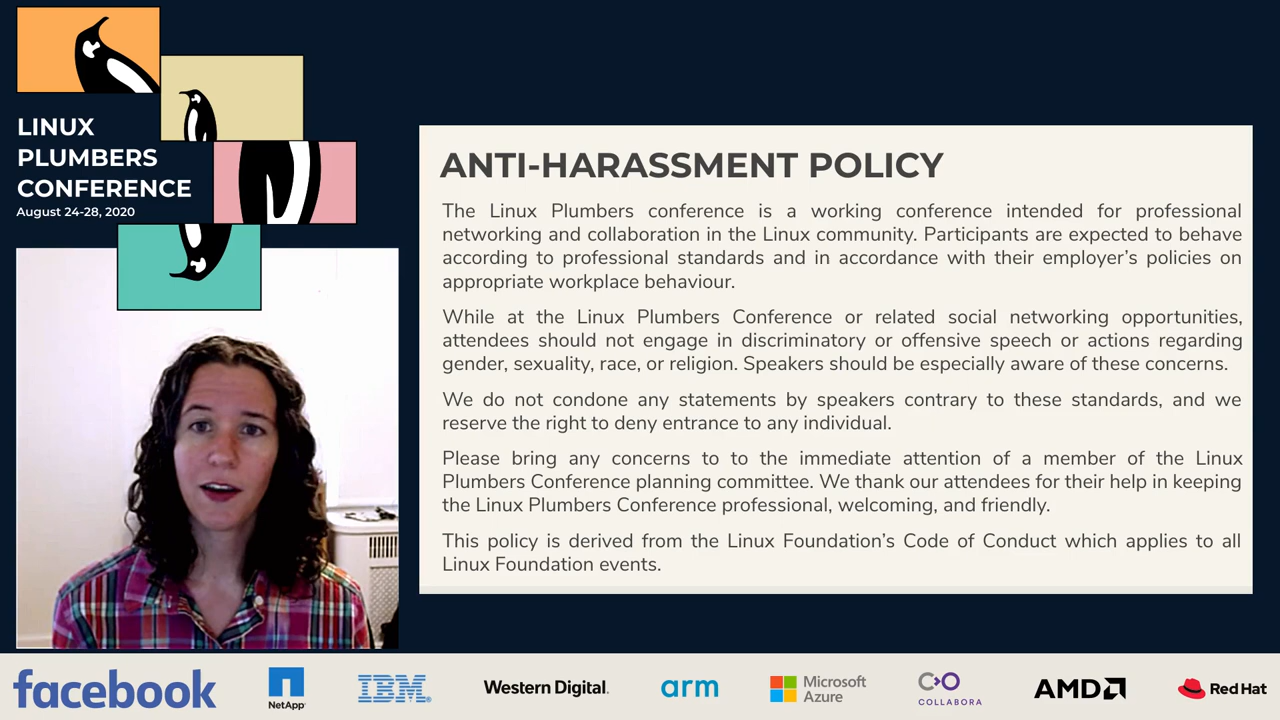 LINUX
PLUMBERS
CONFERENCE
August 24-28, 2020
ANTI-HARASSMENT POLICY
The Linux Plumbers conference is a working conference intended for professional
networking and collaboration in the Linux community. Participants are expected to behave
according to professional standards and in accordance with their employer’s policies on
appropriate workplace behaviour.
While at the Linux Plumbers Conference or related social networking opportunities,
attendees should not engage in discriminatory or offensive speech or actions regarding
gender, sexuality, race, or religion. Speakers should be especially aware of these concerns.
We do not condone any statements by speakers contrary to these standards, and we
reserve the right to deny entrance to any individual.
Please bring any concerns to to the immediate attention of a member of the Linux
Plumbers Conference planning committee. We thank our attendees for their help in keeping
the Linux Plumbers Conference professional, welcoming, and friendly.
This policy is derived from the Linux Foundation’s Code of Conduct which applies to all
Linux Foundation events.
facebook
NetApp
IBM
Western Digital
arm
Microsoft
Azure
COLLABORA
AMD
Red Hat